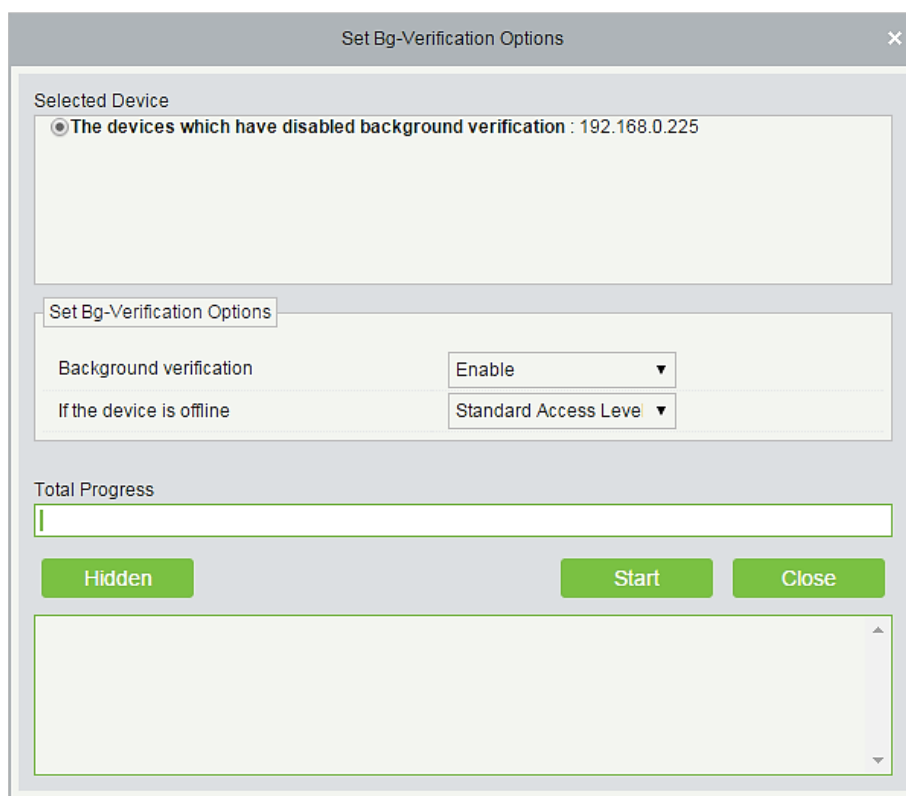 Set Bg-Verification Options
Selected Device
The devices which have disabled background verification : 192.168.0.225
Set Bg-Verification Options
Background verification
Enable
If the device is offline
Standard Access Level
Total Progress
Hidden
Start
Close